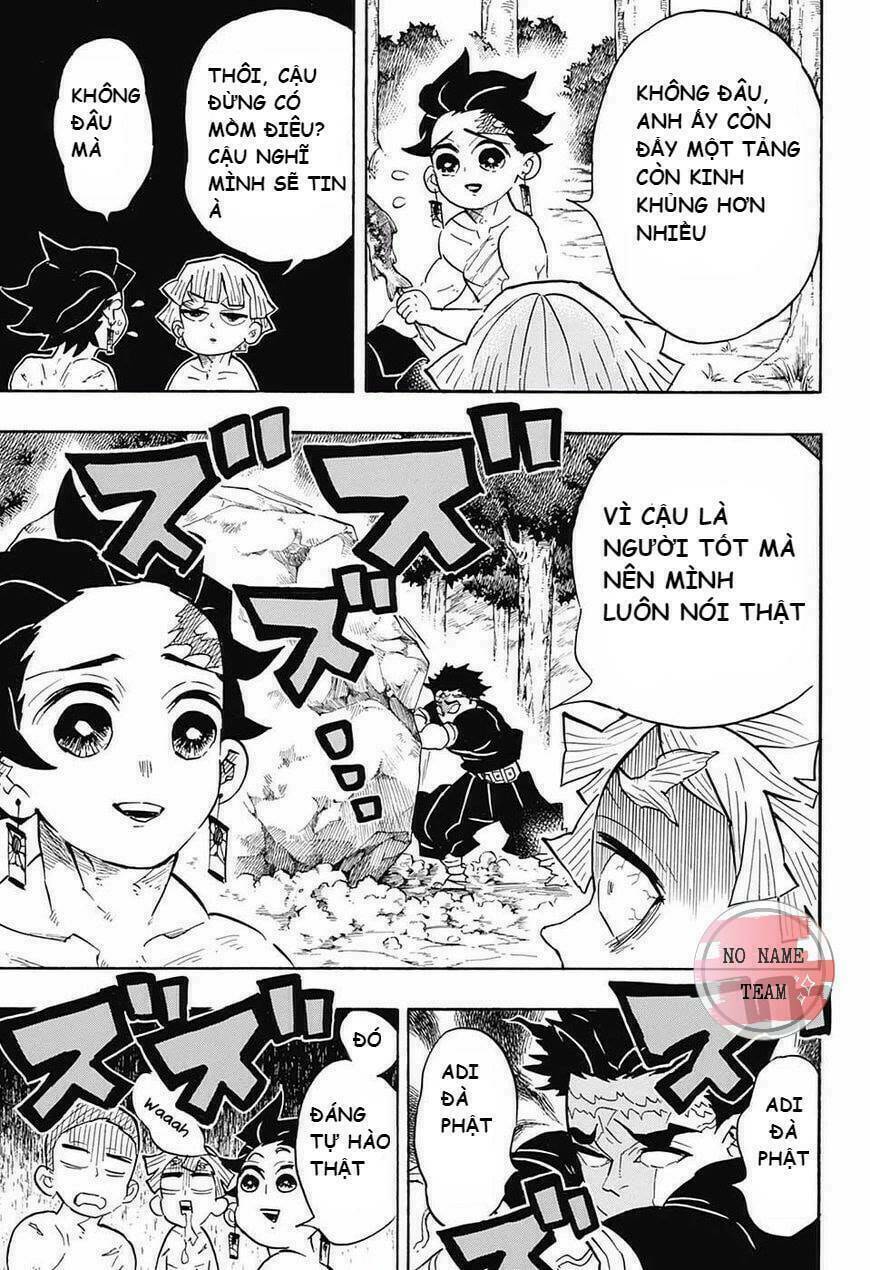 KHÔNG ĐÂU,
ANH ẤY CÒN
ĐẨY MỘT TẢNG
CÒN KINH
KHỦNG HƠN
NHIỀU
THÔI, CẬU
ĐỪNG CÓ
MỒM ĐIÊU?
CẬU NGHĨ
MÌNH SẼ TIN
À
KHÔNG
ĐÂU
MÀ
VÌ CẬU LÀ
NGƯỜI TỐT MÀ
NÊN MÌNH
LUÔN NÓI THẬT
ズズ
ズズ
ズ
ADI
ĐÀ
PHẬT
ADI
ĐÀ
PHẬT
ズズ
ĐÓ
ĐÁNG
TỰ HÀO
THẬT
waaah
ズズ
NO NAME
TEAM